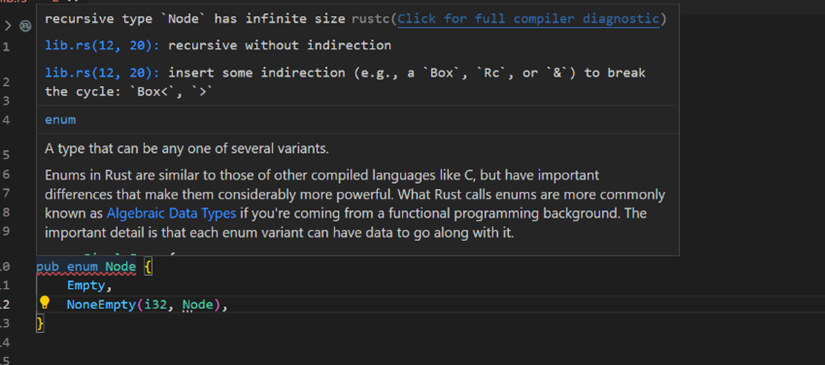 recursive type `Node` has infinite size rustc(Click for full compiler diagnostic)
1
lib.rs(12, 20): recursive without indirection
2
lib.rs(12, 20): insert some indirection (e.g., a `Box`, `Rc`, or `&`) to break
3
the cycle: `Box<`, `>`
4
enum
5
A type that can be any one of several variants.
6
Enums in Rust are similar to those of other compiled languages like C, but have important
7
differences that make them considerably more powerful. What Rust calls enums are more commonly
8
known as Algebraic Data Types if you're coming from a functional programming background. The
9
important detail is that each enum variant can have data to go along with it.
10 pub enum Node {
11 Empty,
12 NoneEmpty(i32, Node),
13 }
14
15